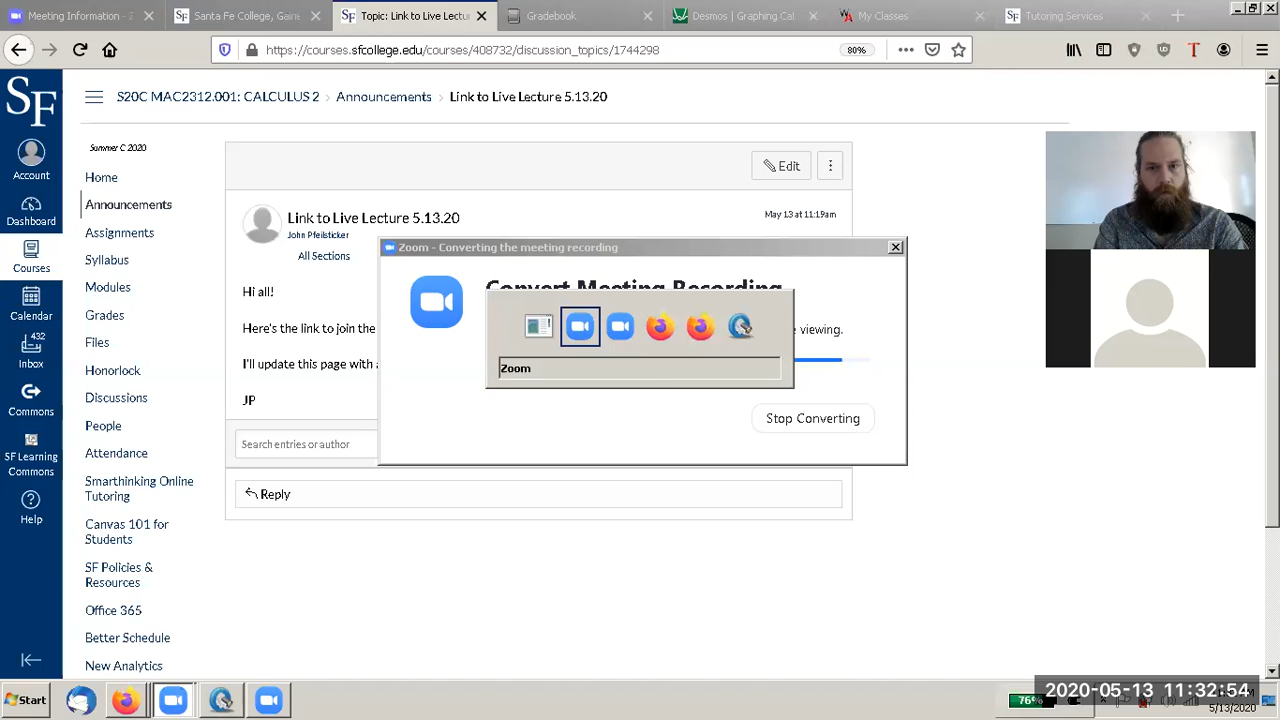 Meeting Information -
Santa Fe College, Gaine
Topic: Link to Live Lectu
Gradebook
Desmos | Graphing Cal
My Classes
Tutoring Services
https://courses.sfcollege.edu/courses/408732/discussion_topics/1744298
80%
SF
Account
Dashboard
Courses
Calendar
432
Inbox
Commons
SF Learning
Commons
Help
S20C MAC2312.001: CALCULUS 2 › Announcements › Link to Live Lecture 5.13.20
Summer C 2020
Home
Announcements
Assignments
Syllabus
Modules
Grades
Files
Honorlock
Discussions
People
Attendance
Smarthinking Online
Tutoring
Canvas 101 for
Students
SF Policies &
Resources
Office 365
Better Schedule
New Analytics
Edit
Link to Live Lecture 5.13.20
May 13 at 11:19am
John Pfeilsticker
All Sections
Hi all!
Here's the link to join the
I'll update this page with a
JP
Search entries or author
Reply
Zoom - Converting the meeting recording
Convert Meeting Recording
e viewing.
Zoom
Stop Converting
Start
76%
2020-05-13 11:32:54
5/13/2020